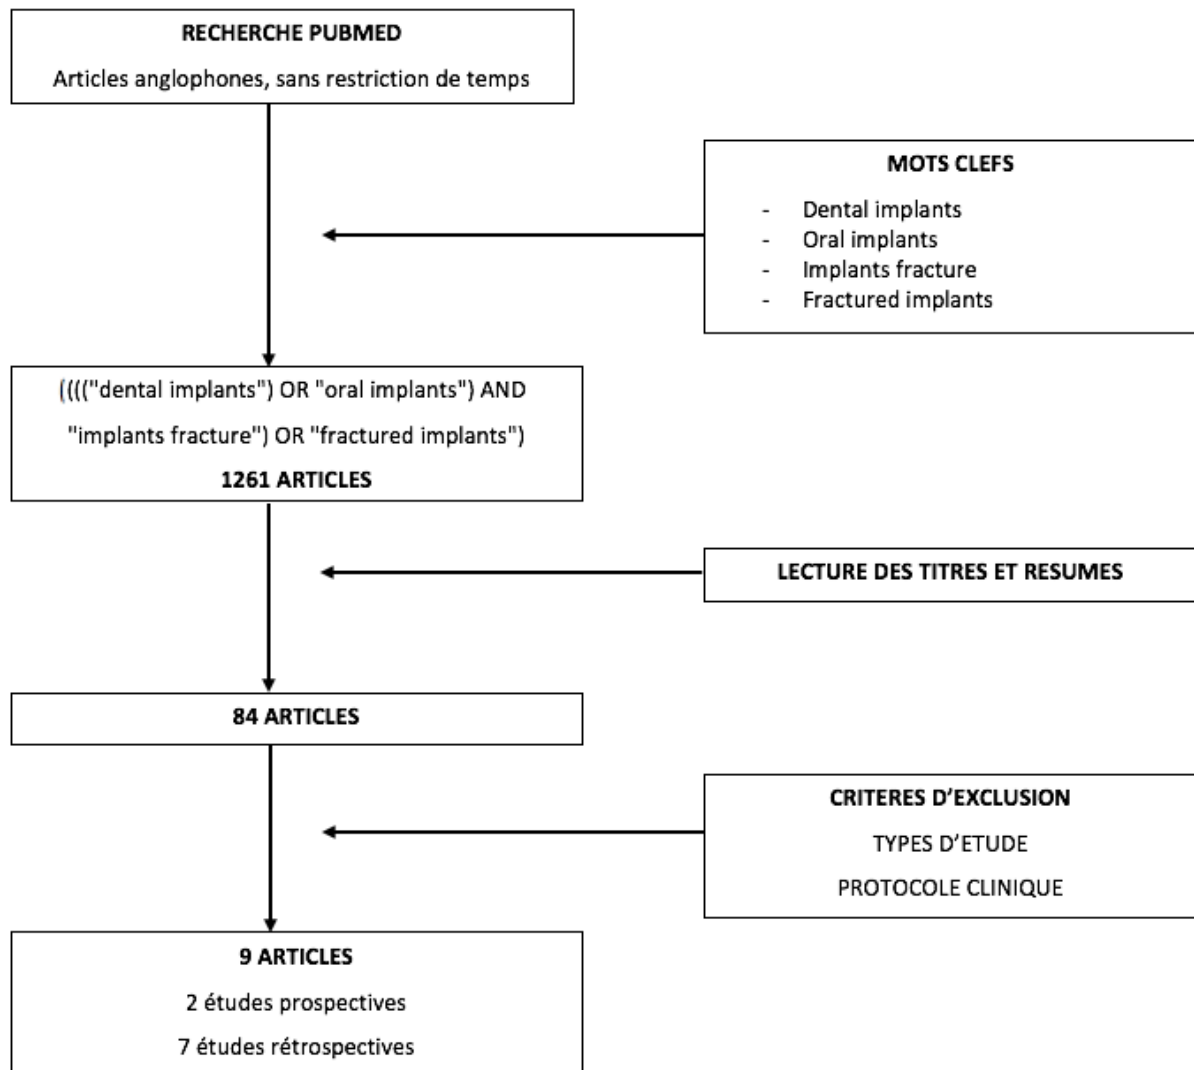 RECHERCHE PUBMED
Articles anglophones, sans restriction de temps
MOTS CLEFS
- Dental implants
- Oral implants
- Implants fracture
- Fractured implants
(((("dental implants") OR "oral implants") AND
"implants fracture") OR "fractured implants")
1261 ARTICLES
LECTURE DES TITRES ET RESUMES
84 ARTICLES
CRITERES D’EXCLUSION
TYPES D’ETUDE
PROTOCOLE CLINIQUE
9 ARTICLES
2 études prospectives
7 études rétrospectives